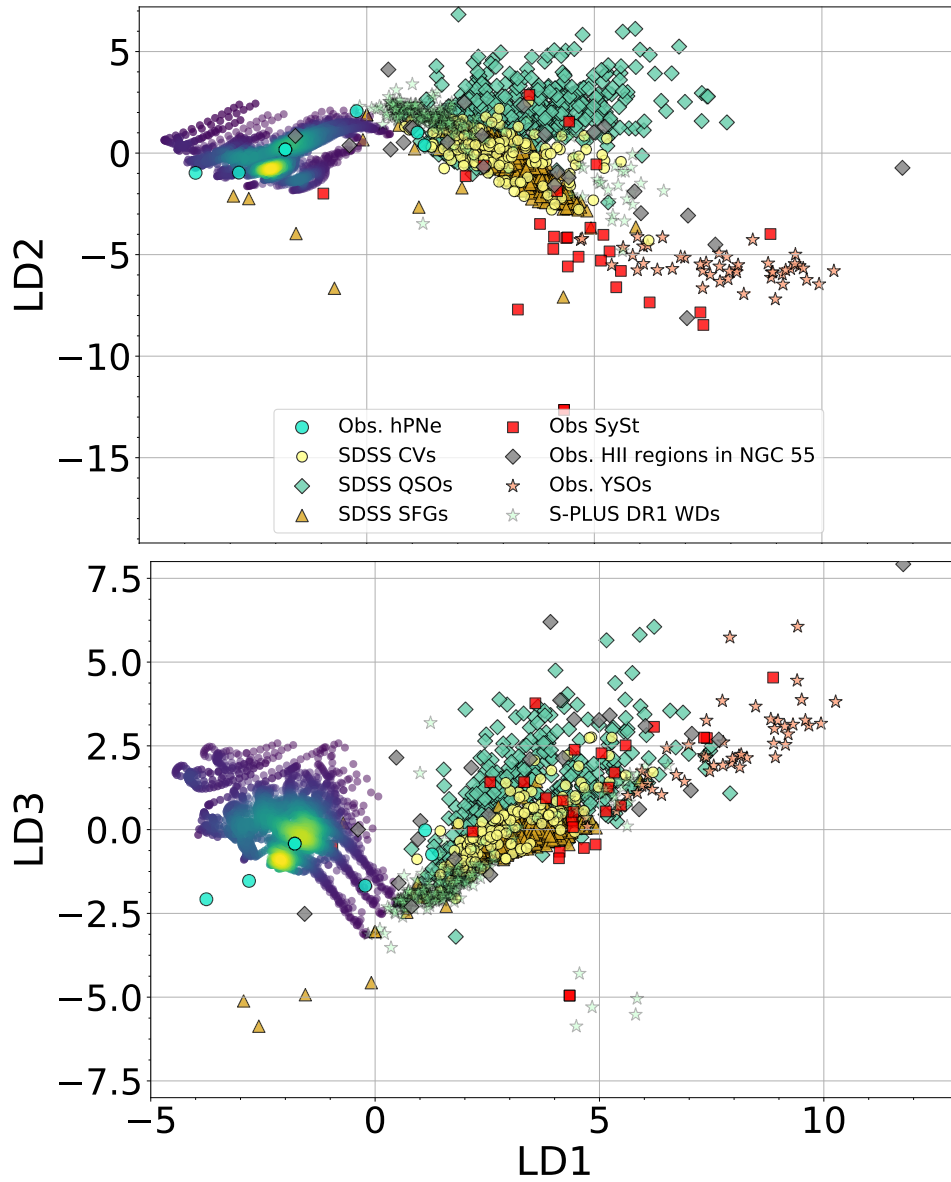 5
0
−5
−10
−15
LD2
Obs. hPNe
SDSS CVs
SDSS QSOs
SDSS SFGs
Obs SySt
Obs. HII regions in NGC 55
Obs. YSOs
S-PLUS DR1 WDs
7.5
5.0
2.5
0.0
−2.5
−5.0
−7.5
LD3
−5 0 5 10
LD1